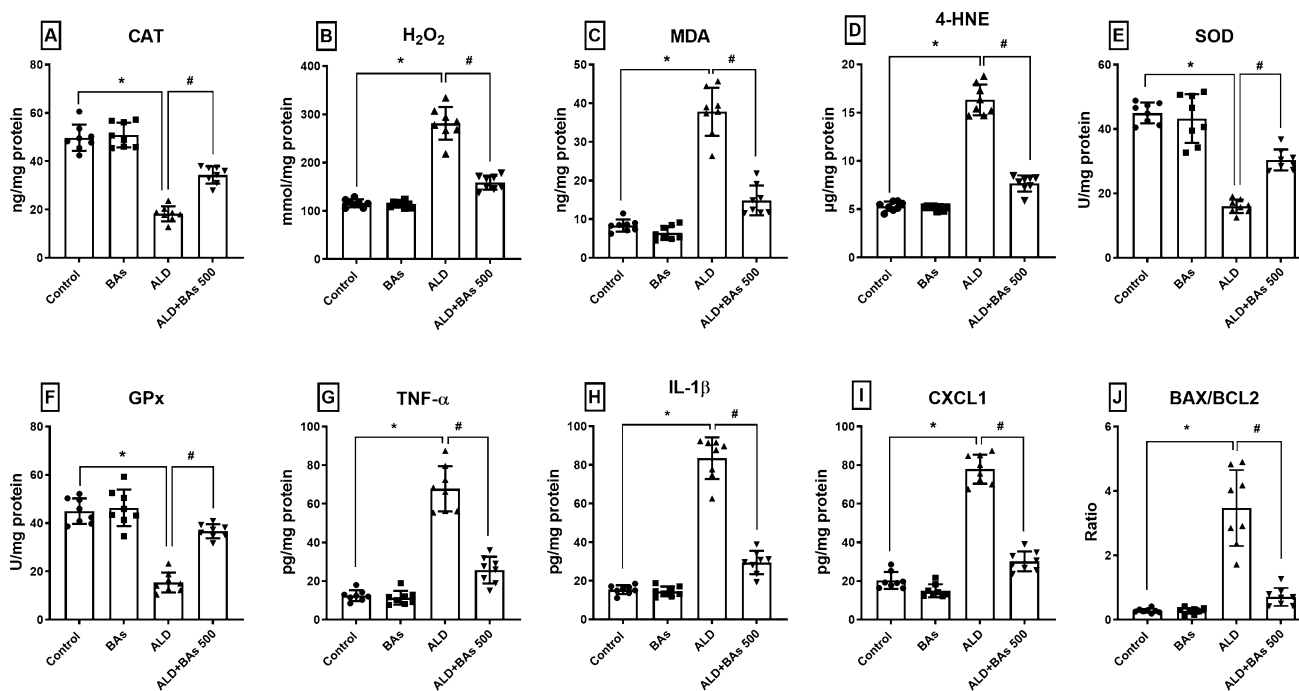 A CAT
ng/mg protein
80
60
40
20
0
Control BAs ALD ALD+BAs 500
* #
B H₂O₂
mmol/mg protein
400
300
200
100
0
Control BAs ALD ALD+BAs 500
* #
C MDA
ng/mg protein
50
40
30
20
10
0
Control BAs ALD ALD+BAs 500
* #
D 4-HNE
µg/mg protein
20
15
10
5
0
Control BAs ALD ALD+BAs 500
* #
E SOD
U/mg protein
60
40
20
0
Control BAs ALD ALD+BAs 500
* #
F GPx
U/mg protein
80
60
40
20
0
Control BAs ALD ALD+BAs 500
* #
G TNF-α
pg/mg protein
100
80
60
40
20
0
Control BAs ALD ALD+BAs 500
* #
H IL-1β
pg/mg protein
100
80
60
40
20
0
Control BAs ALD ALD+BAs 500
* #
I CXCL1
pg/mg protein
100
80
60
40
20
0
Control BAs ALD ALD+BAs 500
* #
J BAX/BCL2
Ratio
6
4
2
0
Control BAs ALD ALD+BAs 500
* #